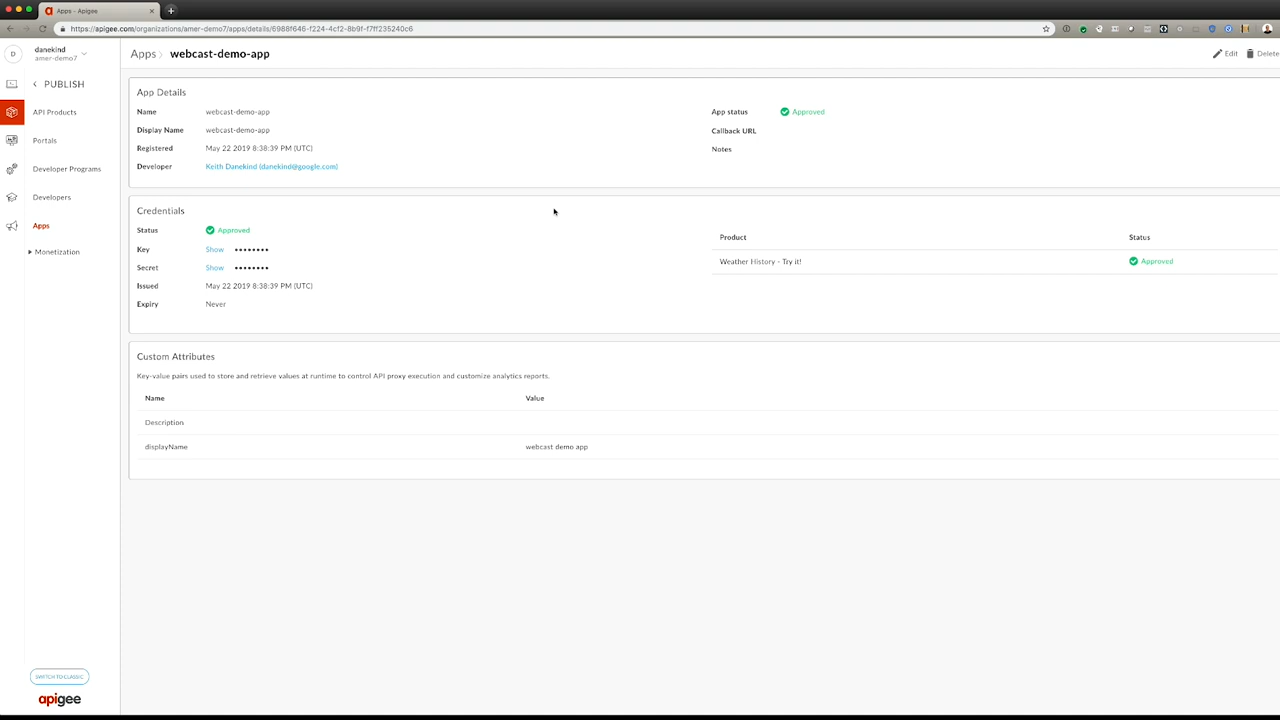 Apps - Apigee
https://apigee.com/organizations/amer-demo7/apps/details/6988f646-f224-4cf2-8b9f-f7ff235240c6
D
danekind
amer-demo7
PUBLISH
API Products
Portals
Developer Programs
Developers
Apps
Monetization
SWITCH TO CLASSIC
apigee
Apps
webcast-demo-app
Edit
Delete
App Details
Name webcast-demo-app
Display Name webcast-demo-app
Registered May 22 2019 8:38:39 PM (UTC)
Developer Keith Danekind (danekind@google.com)
App status Approved
Callback URL
Notes
Credentials
Status Approved
Key Show ••••••••
Secret Show ••••••••
Issued May 22 2019 8:38:39 PM (UTC)
Expiry Never
Product Status
Weather History - Try it! Approved
Custom Attributes
Key-value pairs used to store and retrieve values at runtime to control API proxy execution and customize analytics reports.
Name Value
Description
displayName webcast demo app